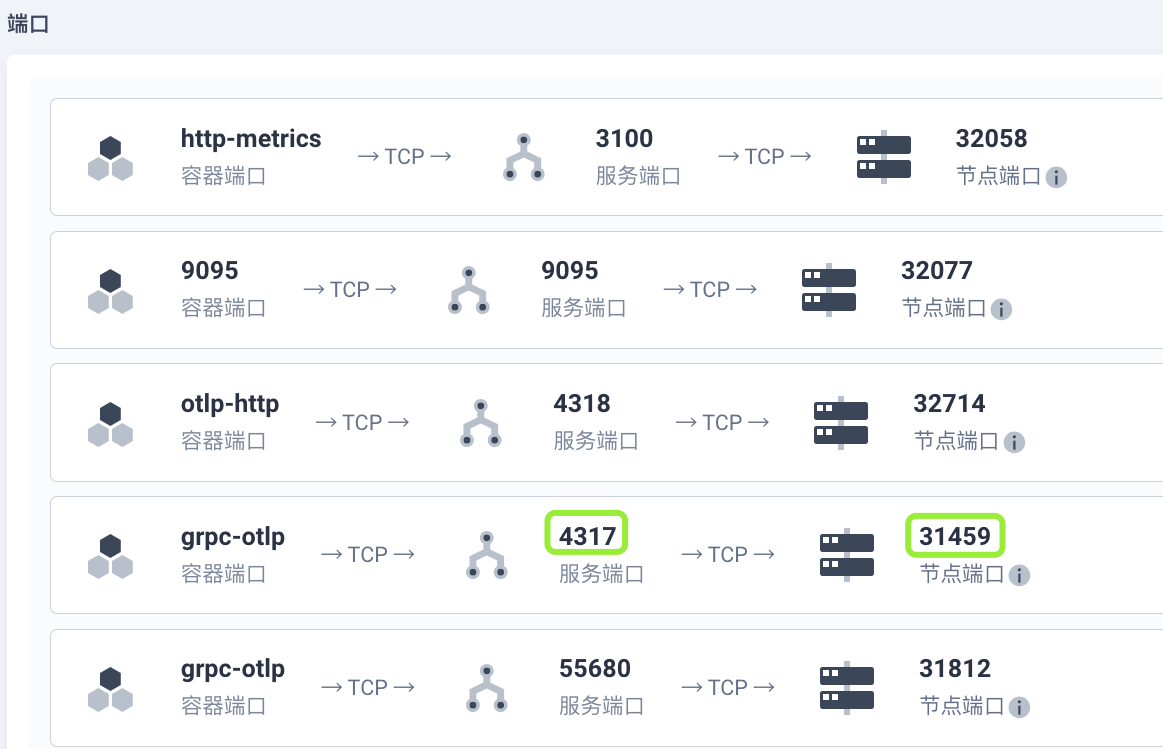 端口
http-metrics → TCP → 3100 → TCP → 32058
容器端口 服务端口 节点端口
9095 → TCP → 9095 → TCP → 32077
容器端口 服务端口 节点端口
otlp-http → TCP → 4318 → TCP → 32714
容器端口 服务端口 节点端口
grpc-otlp → TCP → 4317 → TCP → 31459
容器端口 服务端口 节点端口
grpc-otlp → TCP → 55680 → TCP → 31812
容器端口 服务端口 节点端口